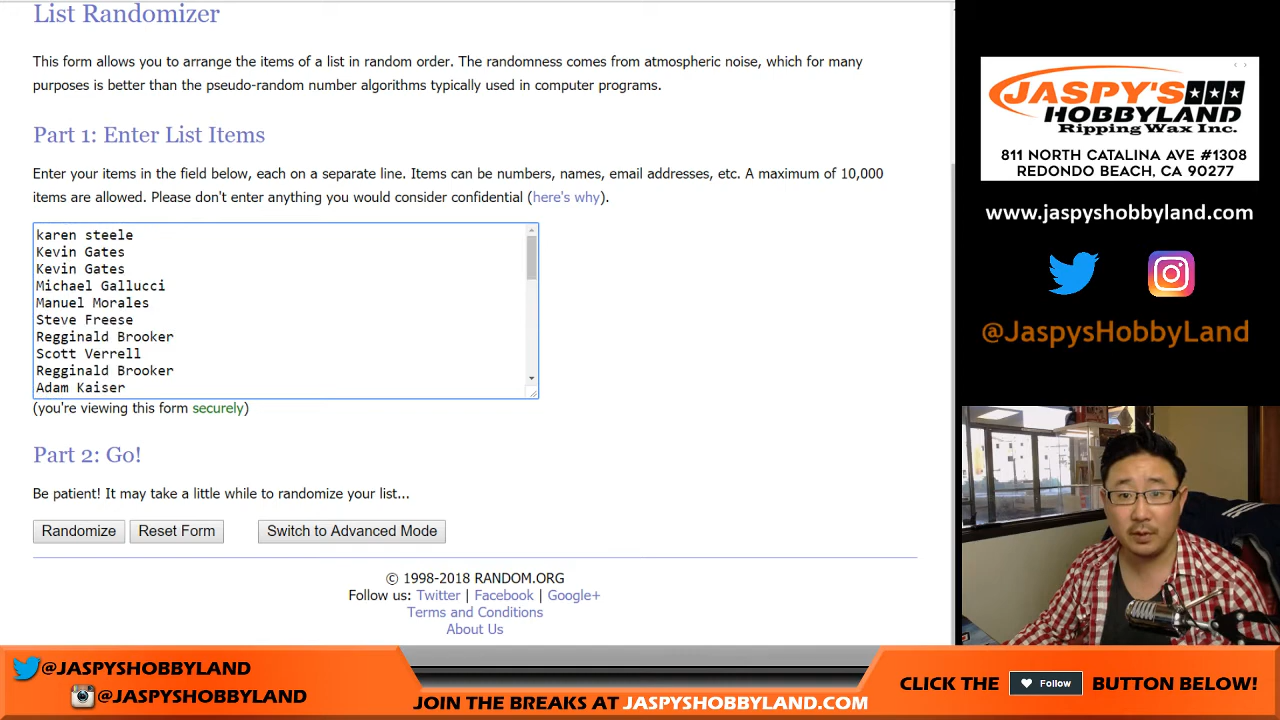 List Randomizer
This form allows you to arrange the items of a list in random order. The randomness comes from atmospheric noise, which for many
purposes is better than the pseudo-random number algorithms typically used in computer programs.
Part 1: Enter List Items
Enter your items in the field below, each on a separate line. Items can be numbers, names, email addresses, etc. A maximum of 10,000
items are allowed. Please don't enter anything you would consider confidential (here's why).
karen steele
Kevin Gates
Kevin Gates
Michael Gallucci
Manuel Morales
Steve Freese
Regginald Brooker
Scott Verrell
Regginald Brooker
Adam Kaiser
(you're viewing this form securely)
Part 2: Go!
Be patient! It may take a little while to randomize your list...
Randomize Reset Form Switch to Advanced Mode
© 1998-2018 RANDOM.ORG
Follow us: Twitter | Facebook | Google+
Terms and Conditions
About Us
JASPY'S
HOBBYLAND
Ripping Wax Inc.
811 NORTH CATALINA AVE #1308
REDONDO BEACH, CA 90277
www.jaspyshobbyland.com
@JaspysHobbyLand
@JASPYSHOBBYLAND
@JASPYSHOBBYLAND
JOIN THE BREAKS AT JASPYSHOBBYLAND.COM
CLICK THE Follow BUTTON BELOW!